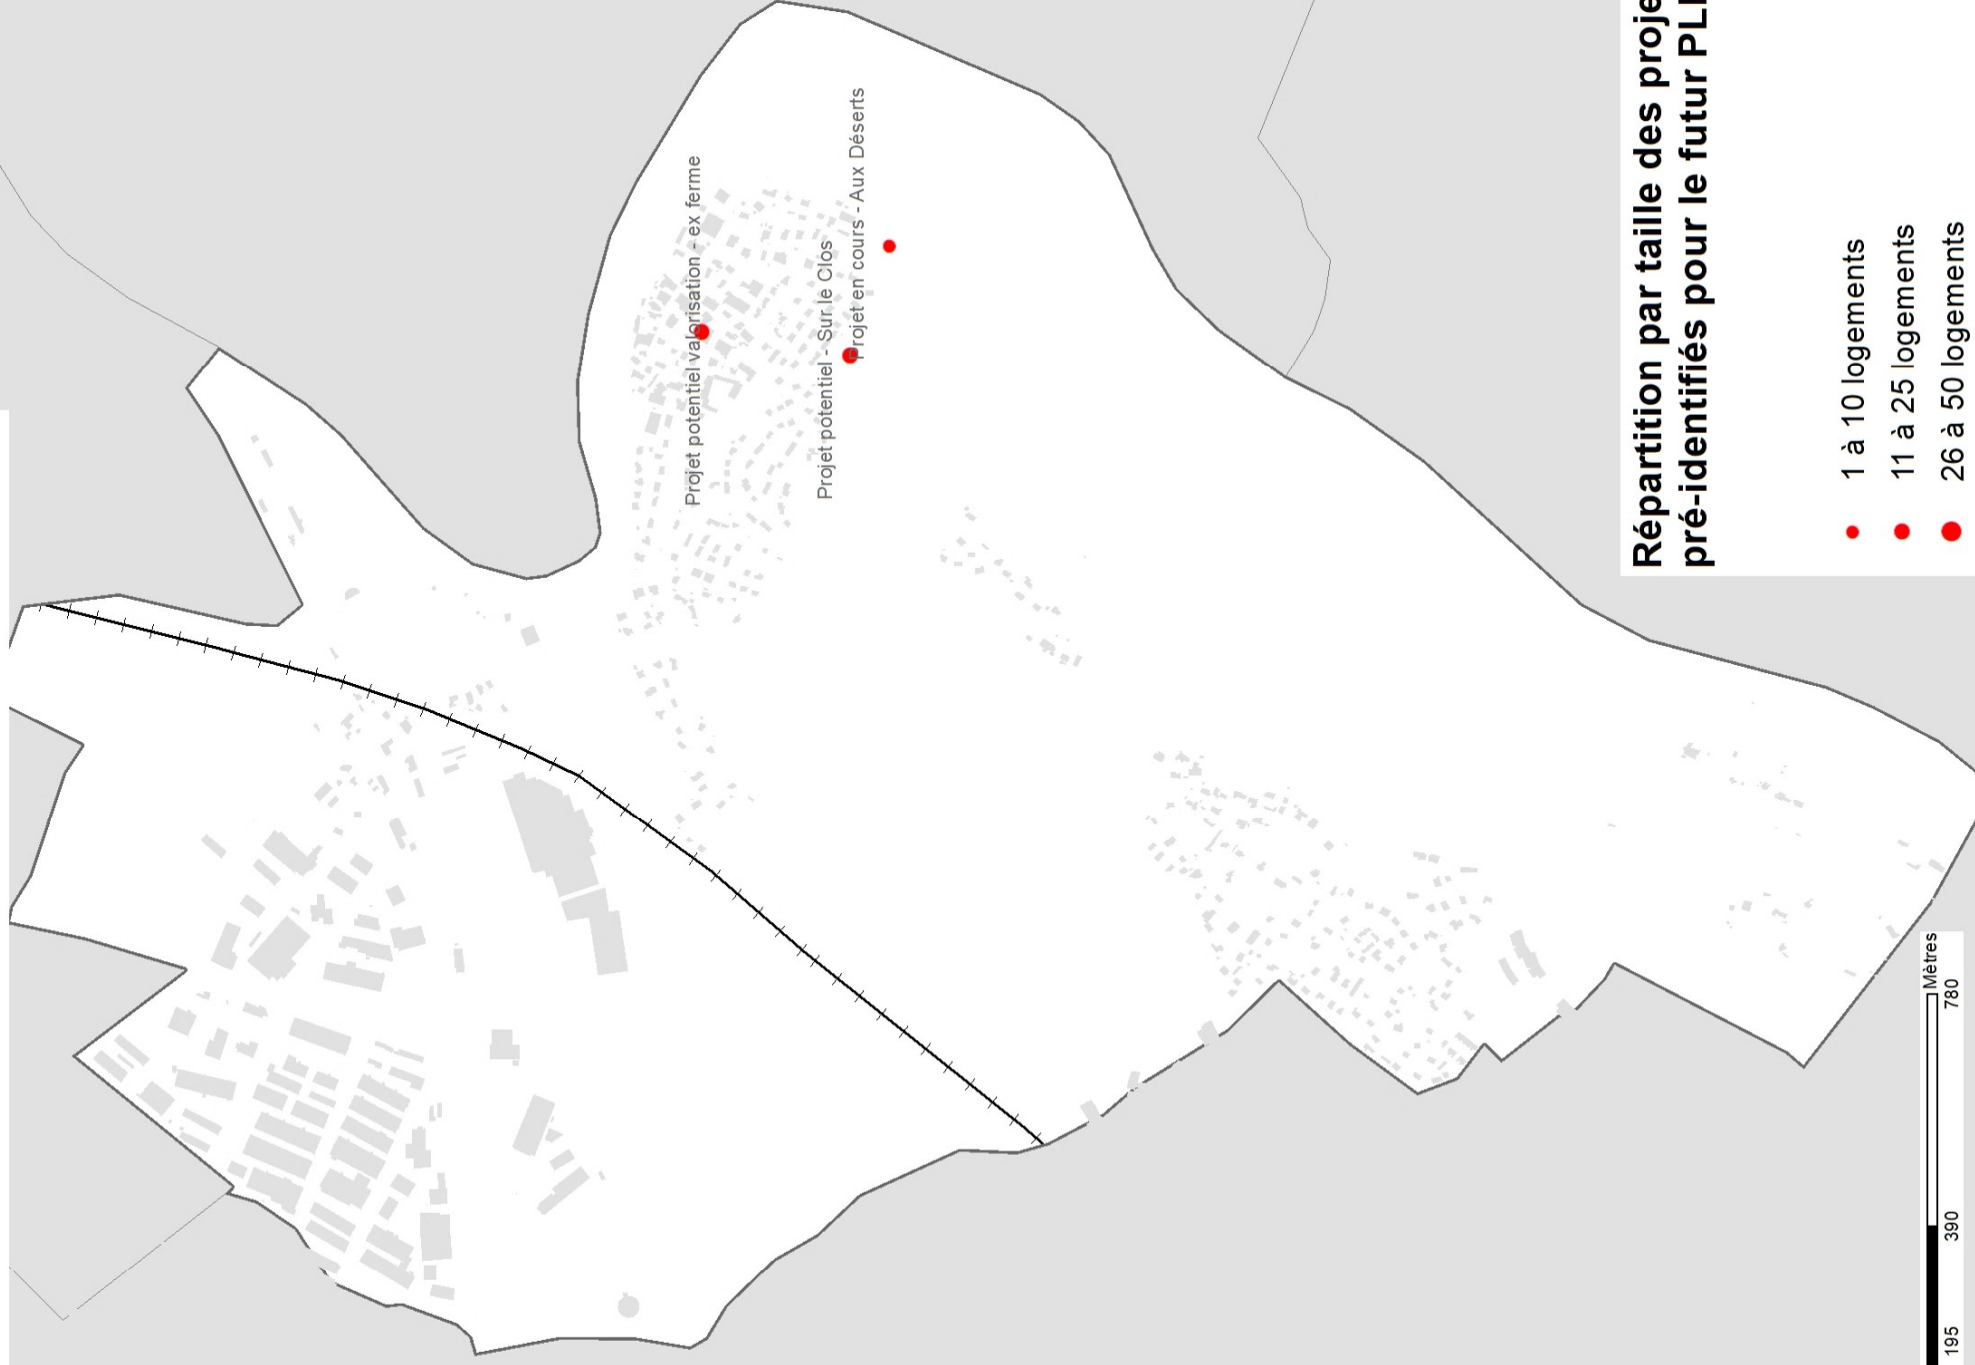 Répartition par taille des proje
pré-identifiés pour le futur PLI
1 à 10 logements
11 à 25 logements
26 à 50 logements
Projet potentiel valorisation - ex ferme
Projet potentiel - Sur le Clos
Projet en cours - Aux Déserts
Mètres
195
390
780